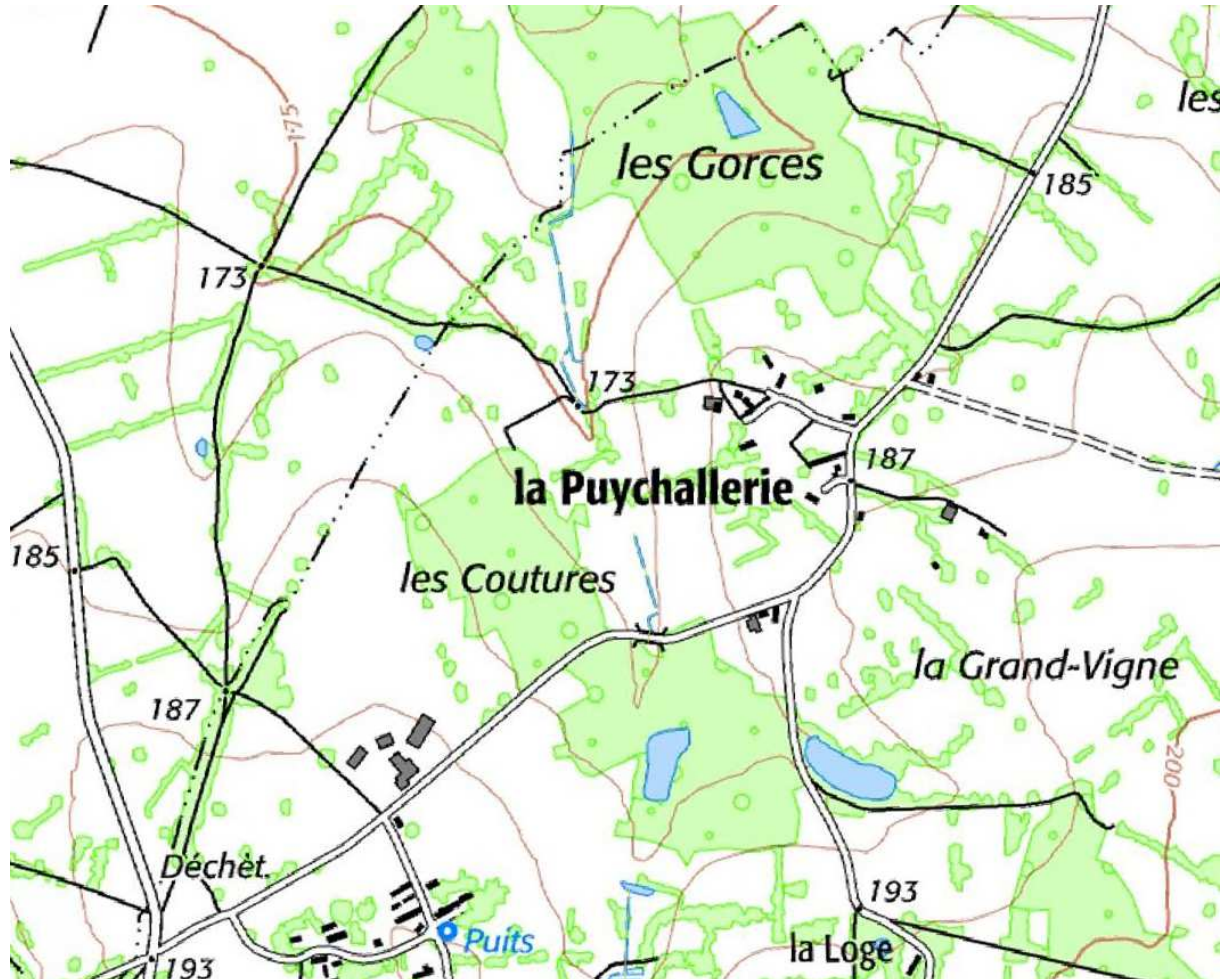 les
175
les Gorces
185
173
173
187
la Puychallerie
185
les Coutures
la Grand-Vigne
187
200
Déchèt.
193
Puits
la Loge
193